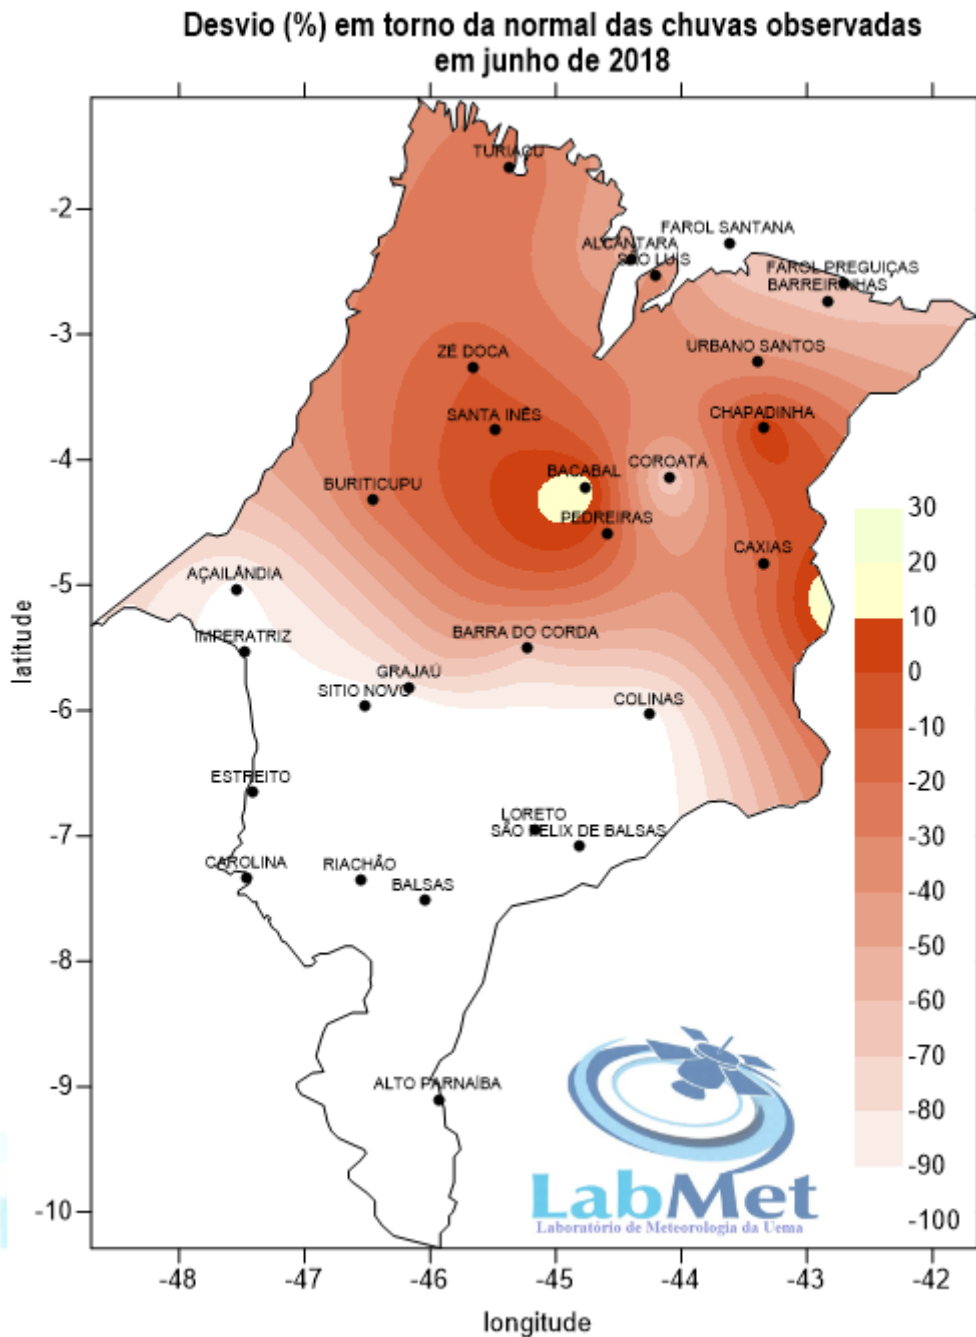 Desvio (%) em torno da normal das chuvas observadas
em junho de 2018
TURIAÇU
-2
FAROL SANTANA
ALCÂNTARA
SÃO LUIS
FAROL PREGUIÇAS
BARREIRINHAS
-3
URBANO SANTOS
ZÉ DOCA
CHAPADINHA
SANTA INÊS
-4
COROATÁ
BACABAL
BURITICUPU
30
PEDREIRAS
CAXIAS
20
-5
AÇAILÂNDIA
10
BARRA DO CORDA
IMPERATRIZ
latitude
0
GRAJAÚ
SITIO NOVO
COLINAS
-6
-10
ESTREITO
-20
LORETO
SÃO FELIX DE BALSAS
-7
-30
CAROLINA
RIACHÃO
BALSAS
-40
-50
-8
-60
-70
ALTO PARNAÍBA
-9
-80
-90
LabMet
-10
-100
Laboratório de Meteorologia da Uema
-48 -47 -46 -45 -44 -43 -42
longitude